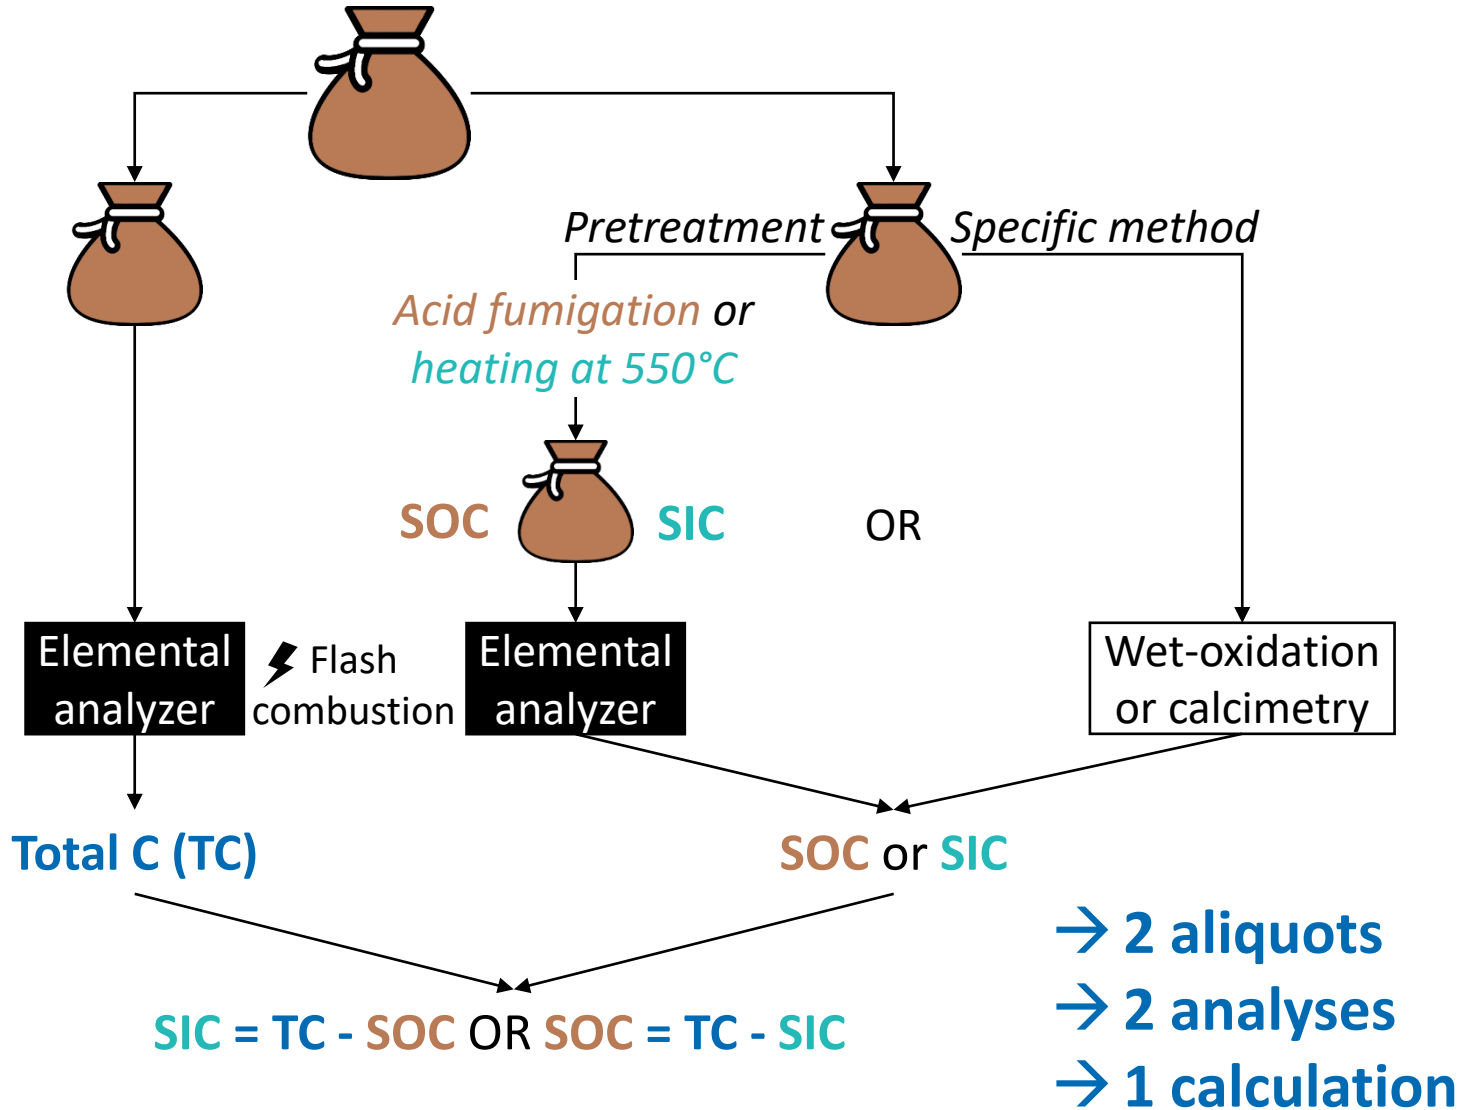 Pretreatment
Specific method
Acid fumigation or
heating at 550°C
SOC
SIC
OR
Elemental
analyzer
Flash
combustion
Elemental
analyzer
Wet-oxidation
or calcimetry
Total C (TC)
SOC or SIC
SIC = TC - SOC OR SOC = TC - SIC
→ 2 aliquots
→ 2 analyses
→ 1 calculation